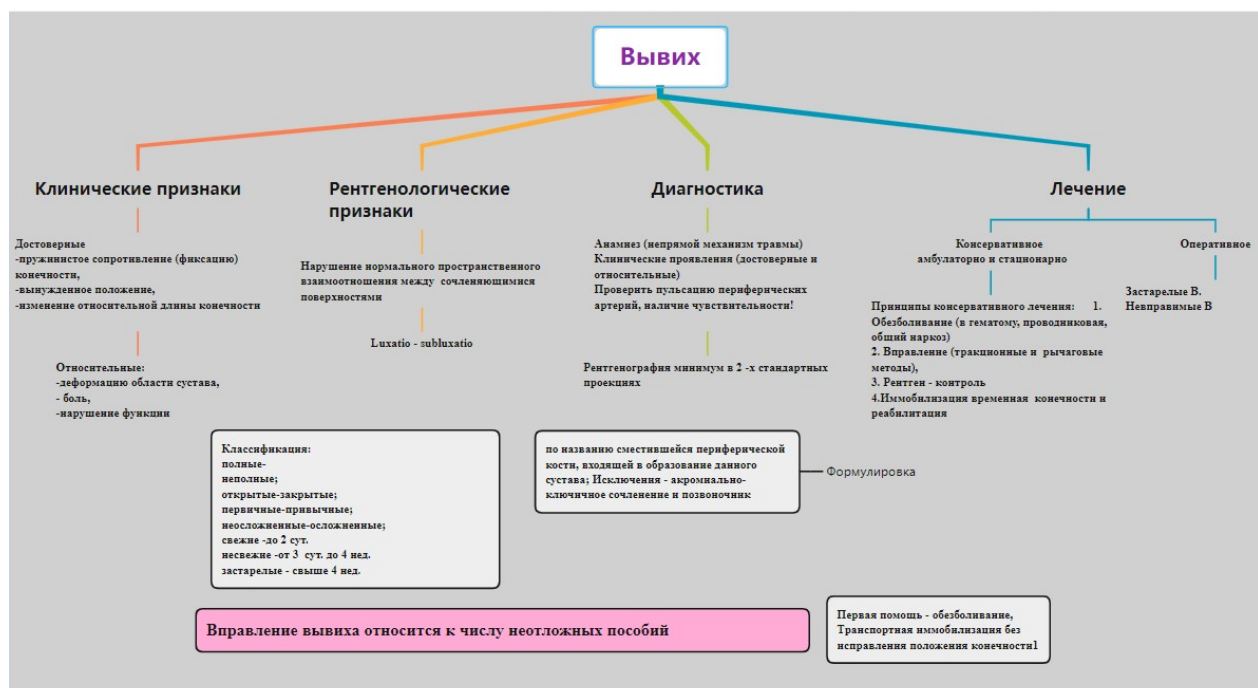 Вывих
Клинические признаки
Достоверные
-пружинистое сопротивление (фиксацию)
конечности,
-вынужденное положение,
-изменение относительной длины конечности
Относительные:
-деформацию области сустава,
- боль,
-нарушение функции
Рентгенологические
признаки
Нарушение нормального пространственного
взаимоотношения между сочленяющимися
поверхностями
Luxatio - subluxatio
Диагностика
Анамнез (непрямой механизм травмы)
Клинические проявления (достоверные и
относительные)
Проверить пульсацию периферических
артерий, наличие чувствительности!
Рентгенография минимум в 2 -х стандартных
проекциях
Лечение
Консервативное
амбулаторно и стационарно
Принципы консервативного лечения: 1.
Обезболивание (в гематому, проводниковая,
общий наркоз)
2. Вправление (тракционные и рычаговые
методы),
3. Рентген - контроль
4.Иммобилизация временная конечности и
реабилитация
Оперативное
Застарелые В.
Невправимые В
Классификация:
полные-
неполные;
открытые-закрытые;
первичные-привычные;
неосложненные-осложненные;
свежие -до 2 сут.
несвежие -от 3 сут. до 4 нед.
застарелые - свыше 4 нед.
по названию сместившейся периферической
кости, входящей в образование данного
сустава; Исключения - акромиально-
ключичное сочленение и позвоночник
Формулировка
Вправление вывиха относится к числу неотложных пособий
Первая помощь - обезболивание,
Транспортная иммобилизация без
исправления положения конечности1